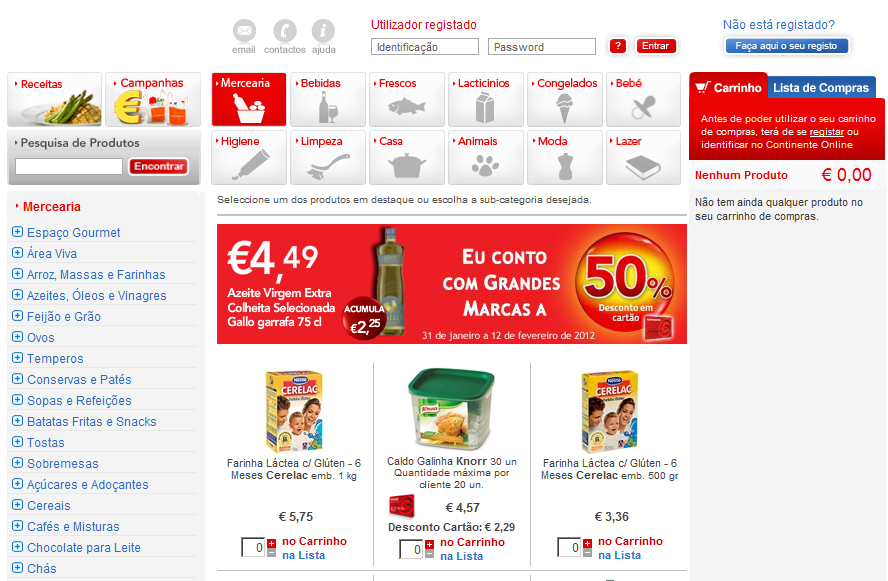 email
contactos
ajuda
Utilizador registado
Identificação
Password
?
Entrar
Não está registado?
Faça aqui o seu registo
Receitas
Campanhas
Mercearia
Bebidas
Frescos
Lacticinios
Congelados
Bebé
Higiene
Limpeza
Casa
Animais
Moda
Lazer
Pesquisa de Produtos
Encontrar
Carrinho
Lista de Compras
Antes de poder utilizar o seu carrinho
de compras, terá de se registar ou
identificar no Continente Online
Nenhum Produto € 0,00
Não tem ainda qualquer produto no
seu carrinho de compras.
Mercearia
Espaço Gourmet
Área Viva
Arroz, Massas e Farinhas
Azeites, Óleos e Vinagres
Feijão e Grão
Ovos
Temperos
Conservas e Patés
Sopas e Refeições
Batatas Fritas e Snacks
Tostas
Sobremesas
Açúcares e Adoçantes
Cereais
Cafés e Misturas
Chocolate para Leite
Chás
Seleccione um dos produtos em destaque ou escolha a sub-categoria desejada.
€4,49
Azeite Virgem Extra
Colheita Selecionada
Gallo garrafa 75 cl
ACUMULA
€2,25
Eu conto
com Grandes
Marcas a
31 de janeiro a 12 de fevereiro de 2012
50%
Desconto em
cartão
Nestlé
CERELAC
Farinha Láctea c/ Glúten - 6
Meses Cerelac emb. 1 kg
€ 5,75
0
no Carrinho
na Lista
Knorr
Caldo Galinha Knorr 30 un
Quantidade máxima por
cliente 20 un.
€ 4,57
Desconto Cartão: € 2,29
0
no Carrinho
na Lista
Nestlé
CERELAC
Farinha Láctea c/ Glúten - 6
Meses Cerelac emb. 500 gr
€ 3,36
0
no Carrinho
na Lista